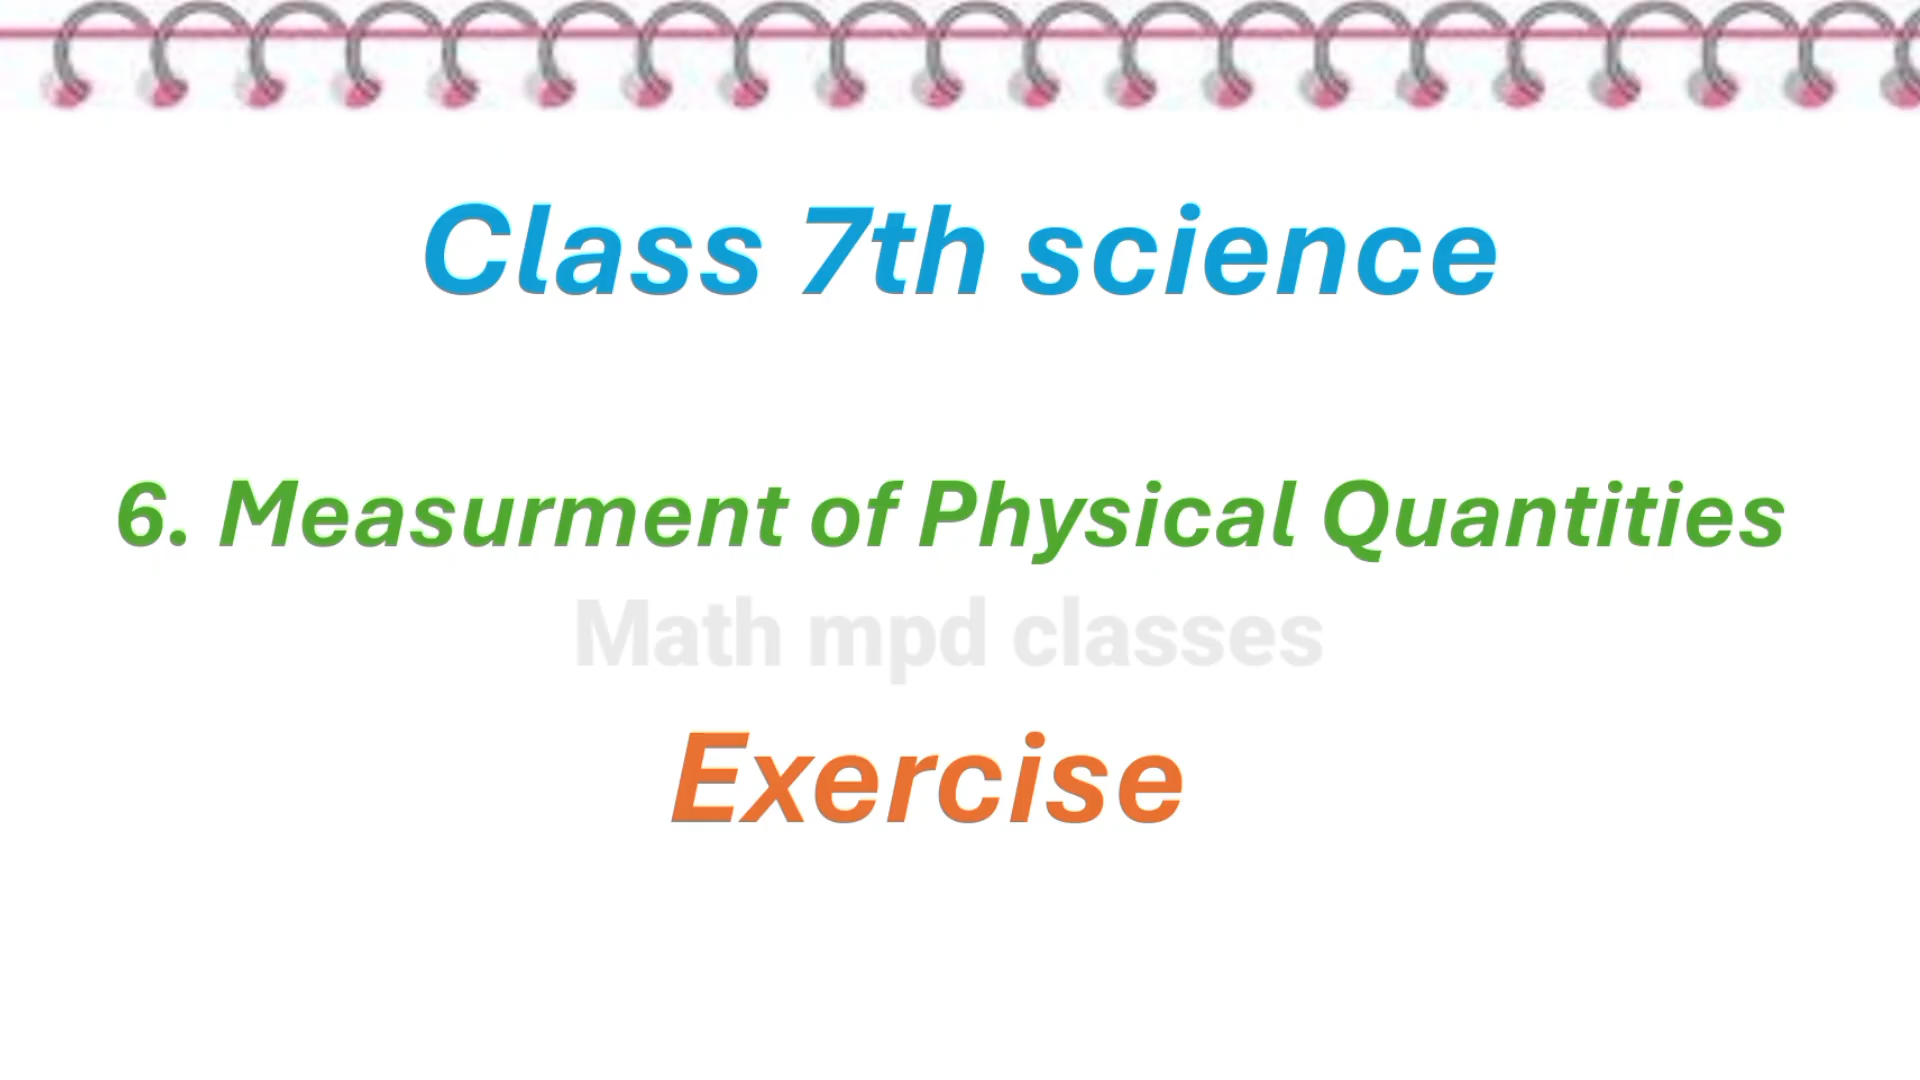 Class 7th science
6. Measurment of Physical Quantities
Math mpd classes
Exercise